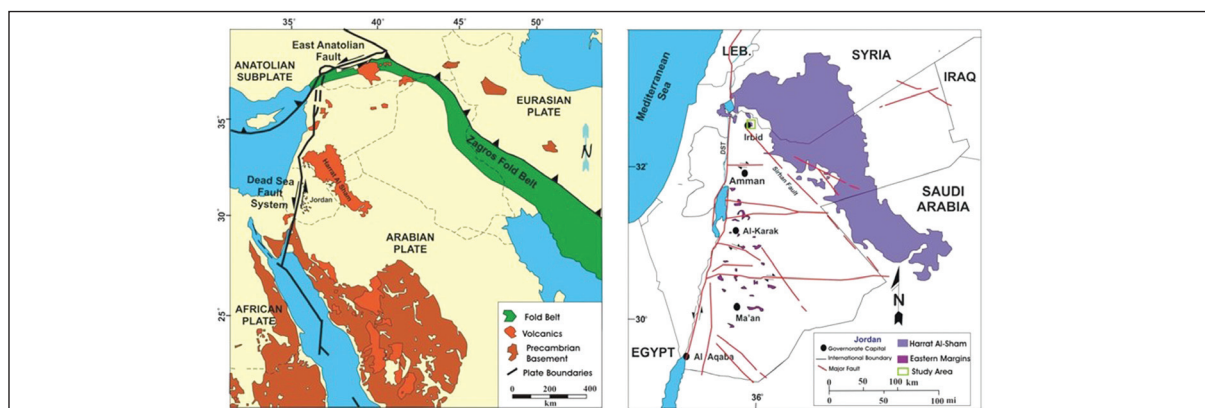 35° 40° 45° 50°
East Anatolian
Fault
ANATOLIAN
SUBPLATE
EURASIAN
PLATE
35°
N
Zagros Fold Belt
Harrat Al Sham
Dead Sea
Fault
System
Jordan
30°
ARABIAN
PLATE
25°
AFRICAN
PLATE
Fold Belt
Volcanics
Precambrian
Basement
Plate Boundaries
0 200 400
km
LEB.
SYRIA
IRAQ
Mediterranean
Sea
Irbid
DST
32°
Amman
Sirhan Fault
SAUDI
ARABIA
Al-Karak
N
Ma'an
30°
EGYPT
Al Aqaba
36°
Jordan
Governorate Capital
International Boundary
Major Fault
Harrat Al-Sham
Eastern Margins
Study Area
0 50 100 km
0 50 100 mi